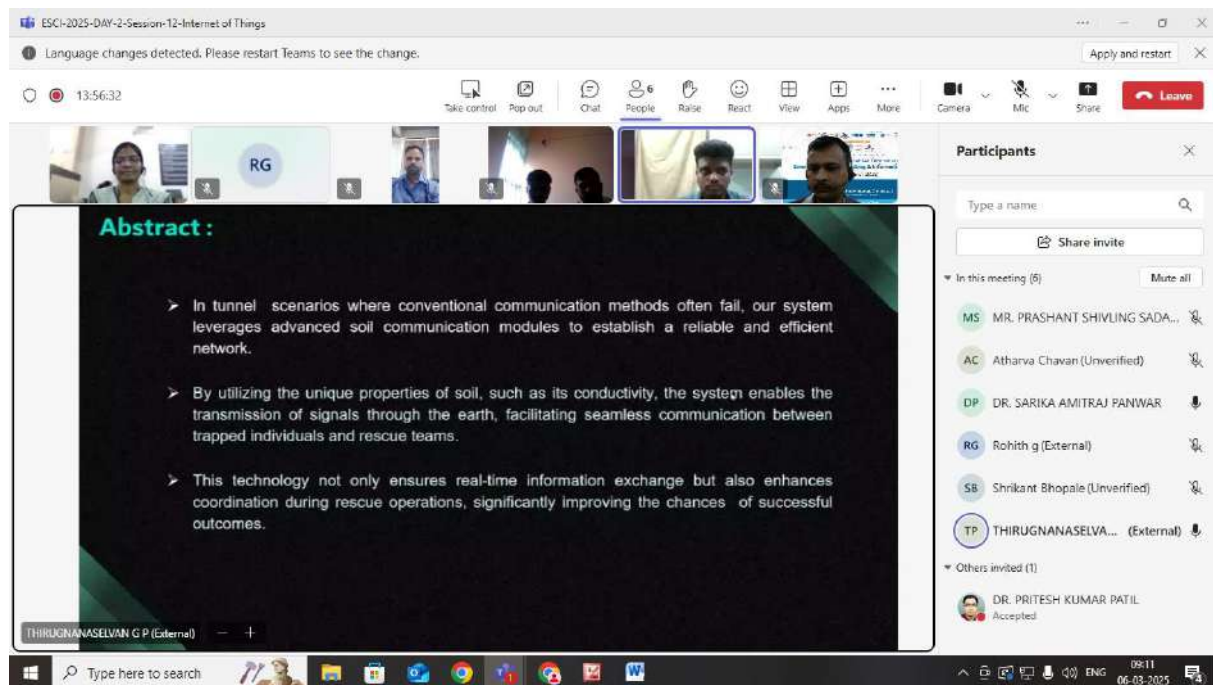 ESCI-2025-DAY-2-Session-12-Internet of Things
Language changes detected. Please restart Teams to see the change.
Apply and restart
13:56:32
Take control
Pop out
Chat
6
People
Raise
React
View
Apps
More
Camera
Mic
Share
Leave
RG
Abstract :
➤ In tunnel scenarios where conventional communication methods often fail, our system
leverages advanced soil communication modules to establish a reliable and efficient
network.
➤ By utilizing the unique properties of soil, such as its conductivity, the system enables the
transmission of signals through the earth, facilitating seamless communication between
trapped individuals and rescue teams.
➤ This technology not only ensures real-time information exchange but also enhances
coordination during rescue operations, significantly improving the chances of successful
outcomes.
THIRUGNANASELVAN G P (External)
Participants
Type a name
Share invite
In this meeting (6)
Mute all
MS MR. PRASHANT SHIVLING SADA...
AC Atharva Chavan (Unverified)
DP DR. SARIKA AMITRAJ PANWAR
RG Rohith g (External)
SB Shrikant Bhopale (Unverified)
TP THIRUGNANASELVA... (External)
Others invited (1)
DR. PRITESH KUMAR PATIL
Accepted
Type here to search
ENG
09:11
06-03-2025